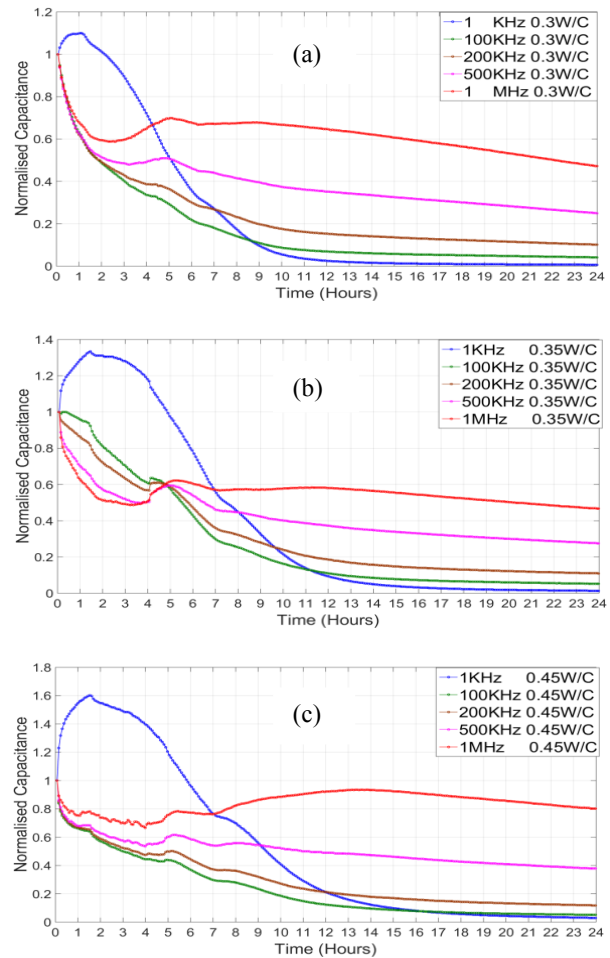 (a)
1 KHz 0.3W/C
100KHz 0.3W/C
200KHz 0.3W/C
500KHz 0.3W/C
1 MHz 0.3W/C
Normalised Capacitance
1.2
1
0.8
0.6
0.4
0.2
0
0 1 2 3 4 5 6 7 8 9 10 11 12 13 14 15 16 17 18 19 20 21 22 23 24
Time (Hours)
(b)
1KHz 0.35W/C
100KHz 0.35W/C
200KHz 0.35W/C
500KHz 0.35W/C
1MHz 0.35W/C
Normalised Capacitance
1.4
1.2
1
0.8
0.6
0.4
0.2
0
0 1 2 3 4 5 6 7 8 9 10 11 12 13 14 15 16 17 18 19 20 21 22 23 24
Time (Hours)
(c)
1KHz 0.45W/C
100KHz 0.45W/C
200KHz 0.45W/C
500KHz 0.45W/C
1MHz 0.45W/C
Normalised Capacitance
1.8
1.6
1.4
1.2
1
0.8
0.6
0.4
0.2
0
0 1 2 3 4 5 6 7 8 9 10 11 12 13 14 15 16 17 18 19 20 21 22 23 24
Time (Hours)